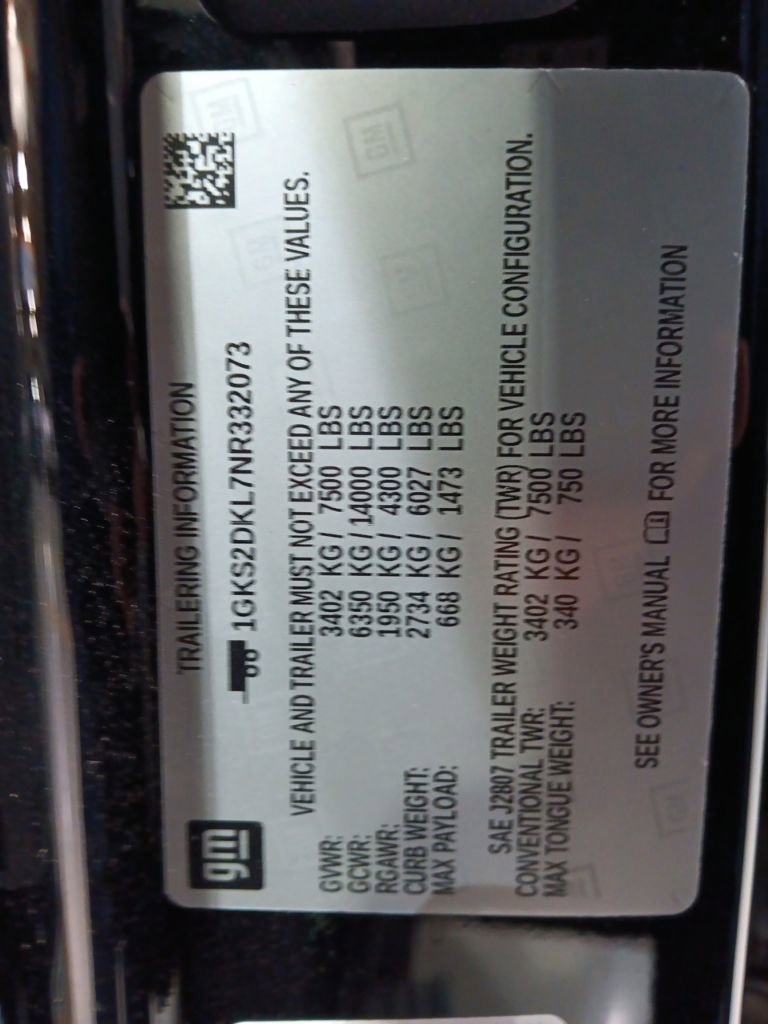 gm
TRAILERING INFORMATION
1GKS2DKL7NR332073
VEHICLE AND TRAILER MUST NOT EXCEED ANY OF THESE VALUES.
GVWR: 3402 KG / 7500 LBS
GCWR: 6350 KG / 14000 LBS
RGAWR: 1950 KG / 4300 LBS
CURB WEIGHT: 2734 KG / 6027 LBS
MAX PAYLOAD: 668 KG / 1473 LBS
SAE J2807 TRAILER WEIGHT RATING (TWR) FOR VEHICLE CONFIGURATION.
CONVENTIONAL TWR: 3402 KG / 7500 LBS
MAX TONGUE WEIGHT: 340 KG / 750 LBS
SEE OWNER'S MANUAL FOR MORE INFORMATION